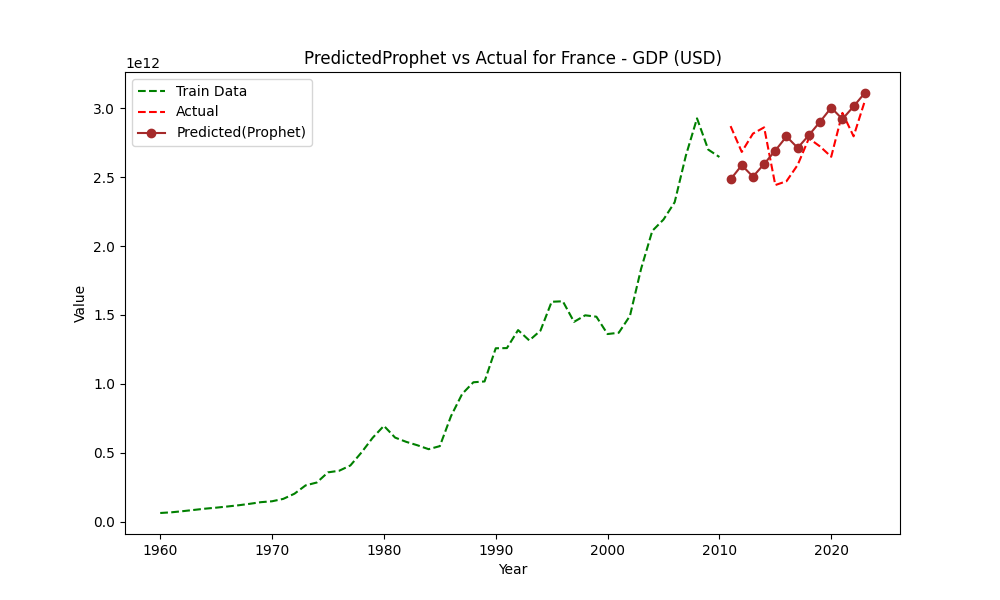 PredictedProphet vs Actual for France - GDP (USD)
1e12
Train Data
Actual
Predicted(Prophet)
3.0
2.5
2.0
1.5
1.0
0.5
0.0
Value
1960 1970 1980 1990 2000 2010 2020
Year